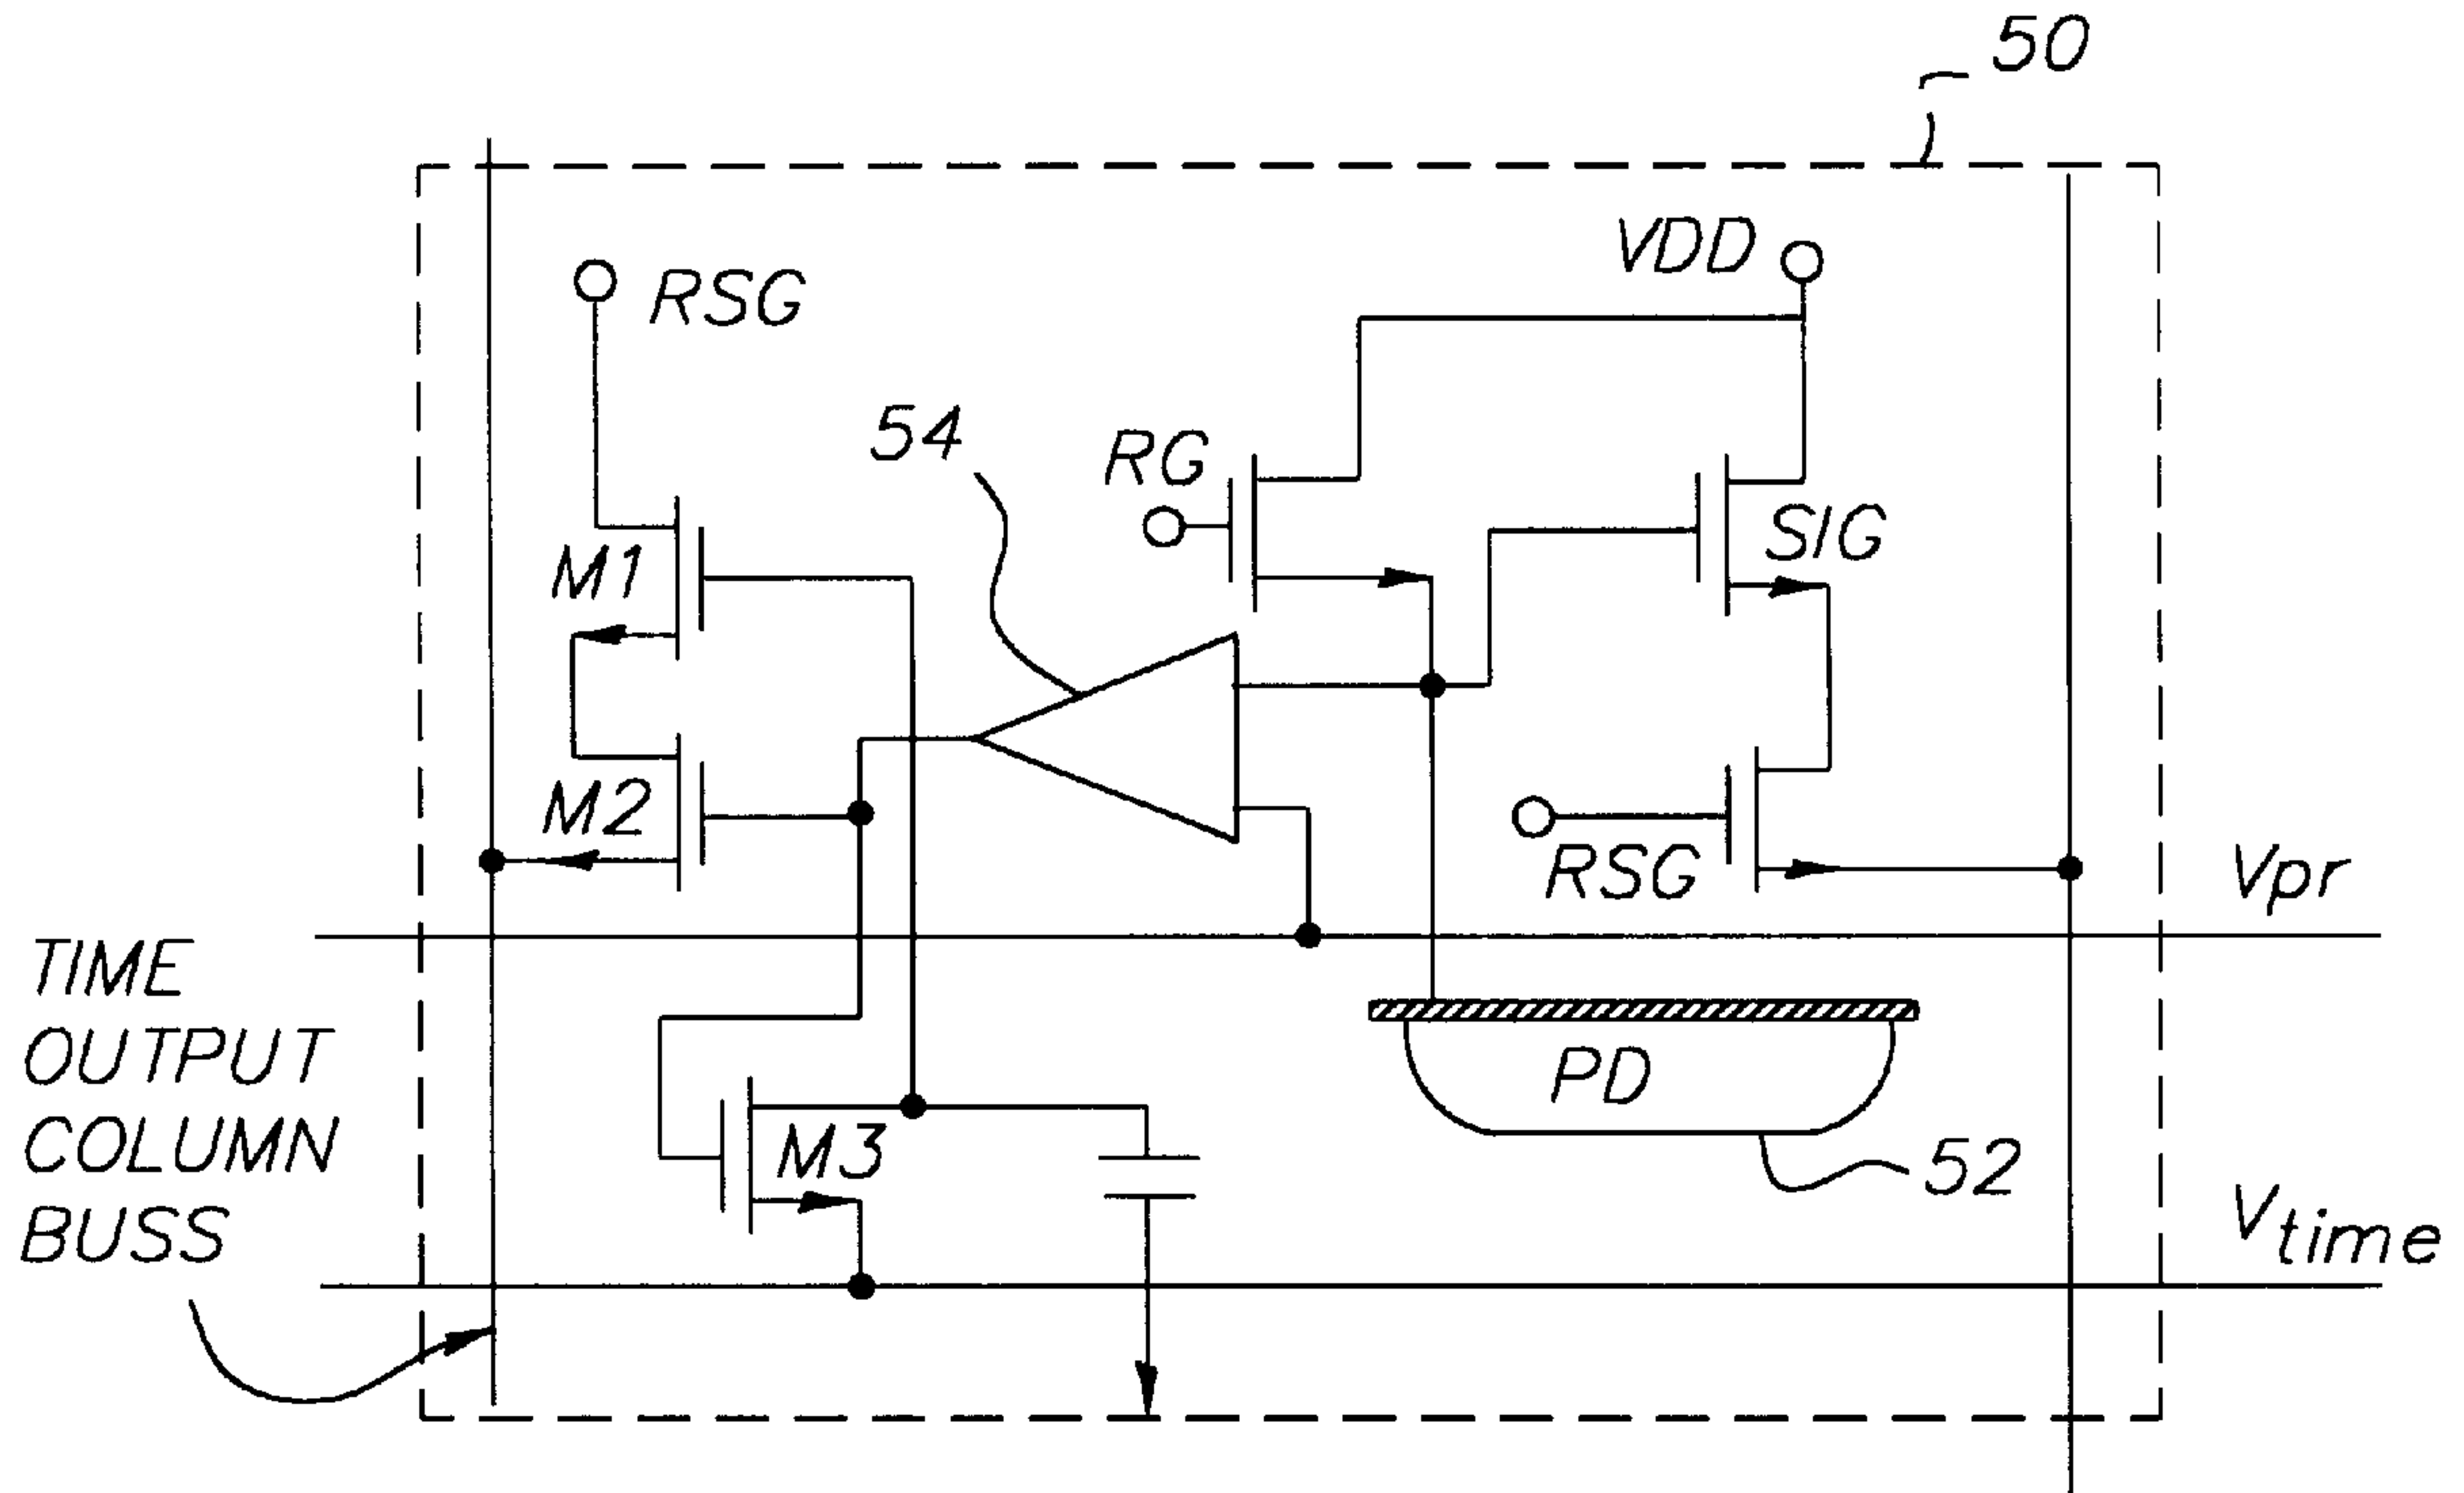 50
VDD
RSG
54
RG
SIG
M1
M2
RSG
Vpr
TIME
OUTPUT
COLUMN
BUSS
PD
M3
52
Vtime